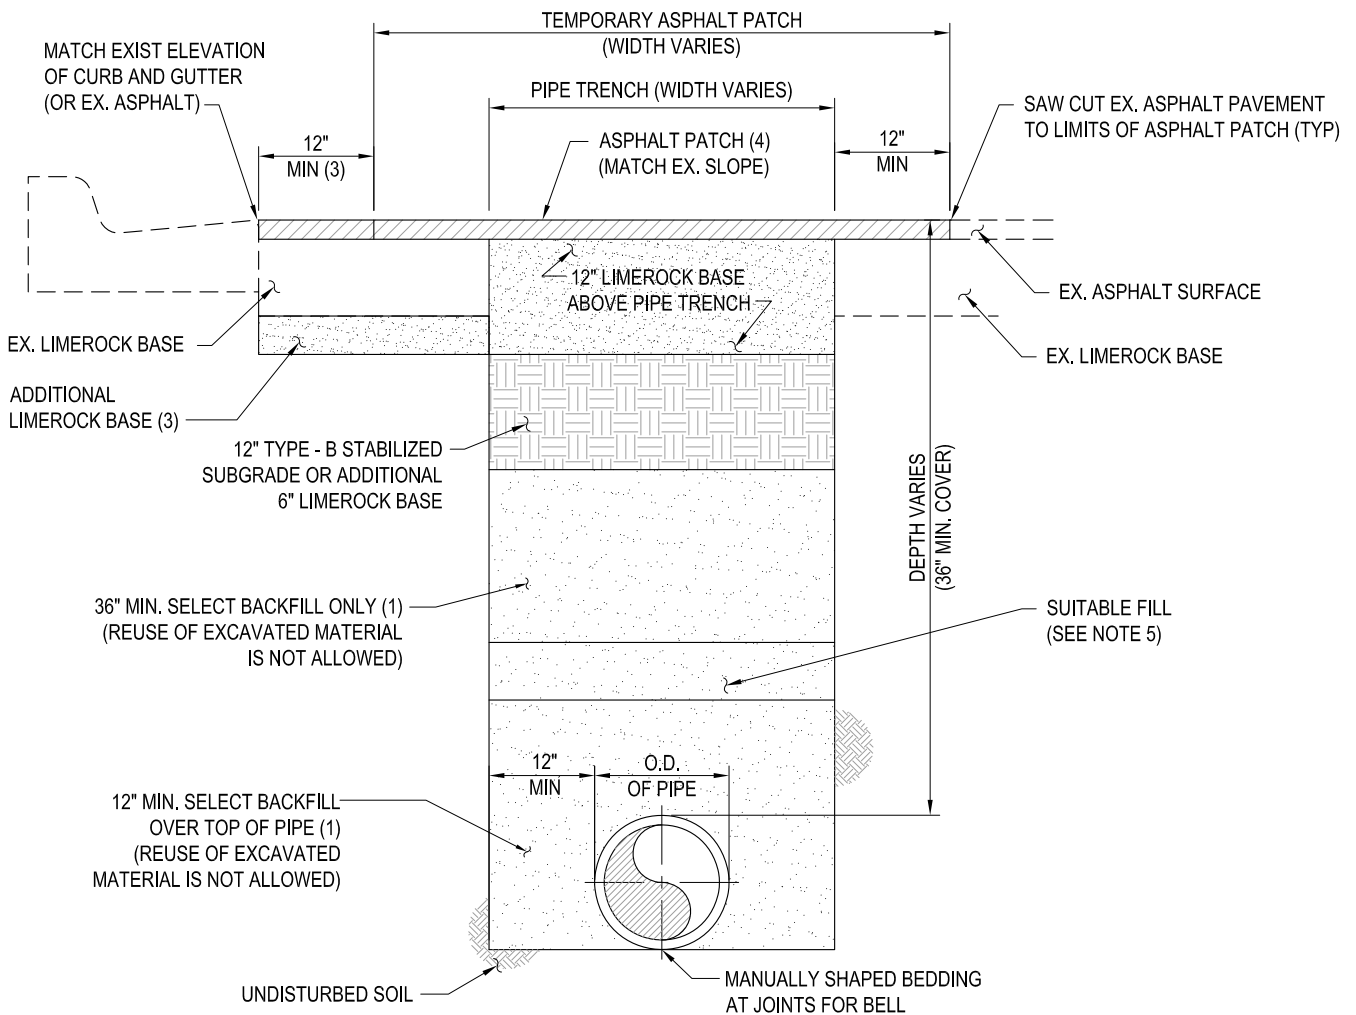 TEMPORARY ASPHALT PATCH
(WIDTH VARIES)
MATCH EXIST ELEVATION
OF CURB AND GUTTER
(OR EX. ASPHALT)
PIPE TRENCH (WIDTH VARIES)
SAW CUT EX. ASPHALT PAVEMENT
TO LIMITS OF ASPHALT PATCH (TYP)
12"
MIN (3)
ASPHALT PATCH (4)
(MATCH EX. SLOPE)
12"
MIN
12" LIMEROCK BASE
ABOVE PIPE TRENCH
EX. ASPHALT SURFACE
EX. LIMEROCK BASE
EX. LIMEROCK BASE
ADDITIONAL
LIMEROCK BASE (3)
12" TYPE - B STABILIZED
SUBGRADE OR ADDITIONAL
6" LIMEROCK BASE
DEPTH VARIES
(36" MIN. COVER)
36" MIN. SELECT BACKFILL ONLY (1)
(REUSE OF EXCAVATED MATERIAL
IS NOT ALLOWED)
SUITABLE FILL
(SEE NOTE 5)
12"
MIN
O.D.
OF PIPE
12" MIN. SELECT BACKFILL
OVER TOP OF PIPE (1)
(REUSE OF EXCAVATED
MATERIAL IS NOT ALLOWED)
UNDISTURBED SOIL
MANUALLY SHAPED BEDDING
AT JOINTS FOR BELL